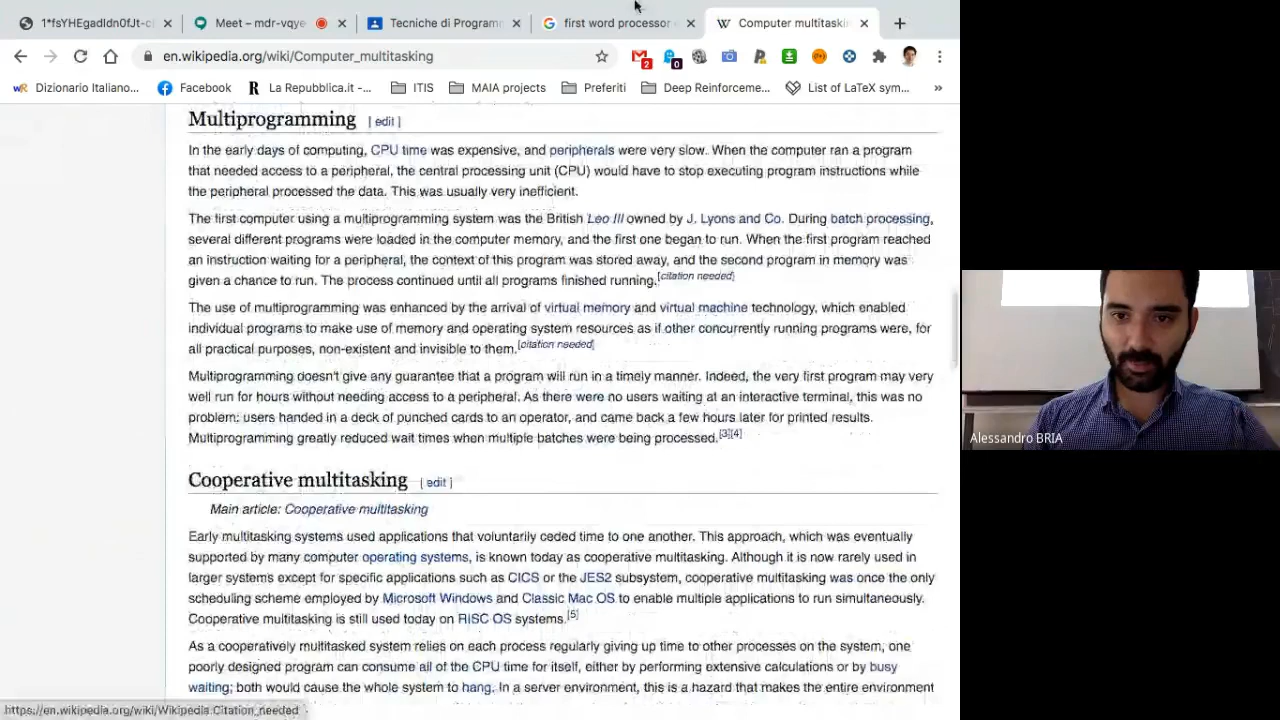 1*fsYHEgadIdn0fJt-c
Meet – mdr-vqye
Tecniche di Programm
first word processor
Computer multitaski
en.wikipedia.org/wiki/Computer_multitasking
2
0
Dizionario Italiano...
Facebook
La Repubblica.it -...
ITIS
MAIA projects
Preferiti
Deep Reinforceme...
List of LaTeX sym...
»
Multiprogramming [ edit ]
In the early days of computing, CPU time was expensive, and peripherals were very slow. When the computer ran a program
that needed access to a peripheral, the central processing unit (CPU) would have to stop executing program instructions while
the peripheral processed the data. This was usually very inefficient.
The first computer using a multiprogramming system was the British Leo III owned by J. Lyons and Co. During batch processing,
several different programs were loaded in the computer memory, and the first one began to run. When the first program reached
an instruction waiting for a peripheral, the context of this program was stored away, and the second program in memory was
given a chance to run. The process continued until all programs finished running.[citation needed]
The use of multiprogramming was enhanced by the arrival of virtual memory and virtual machine technology, which enabled
individual programs to make use of memory and operating system resources as if other concurrently running programs were, for
all practical purposes, non-existent and invisible to them.[citation needed]
Multiprogramming doesn't give any guarantee that a program will run in a timely manner. Indeed, the very first program may very
well run for hours without needing access to a peripheral. As there were no users waiting at an interactive terminal, this was no
problem: users handed in a deck of punched cards to an operator, and came back a few hours later for printed results.
Multiprogramming greatly reduced wait times when multiple batches were being processed.[3][4]
Cooperative multitasking [ edit ]
Main article: Cooperative multitasking
Early multitasking systems used applications that voluntarily ceded time to one another. This approach, which was eventually
supported by many computer operating systems, is known today as cooperative multitasking. Although it is now rarely used in
larger systems except for specific applications such as CICS or the JES2 subsystem, cooperative multitasking was once the only
scheduling scheme employed by Microsoft Windows and Classic Mac OS to enable multiple applications to run simultaneously.
Cooperative multitasking is still used today on RISC OS systems.[5]
As a cooperatively multitasked system relies on each process regularly giving up time to other processes on the system, one
poorly designed program can consume all of the CPU time for itself, either by performing extensive calculations or by busy
waiting; both would cause the whole system to hang. In a server environment, this is a hazard that makes the entire environment
https://en.wikipedia.org/wiki/Wikipedia:Citation_needed
Alessandro BRIA